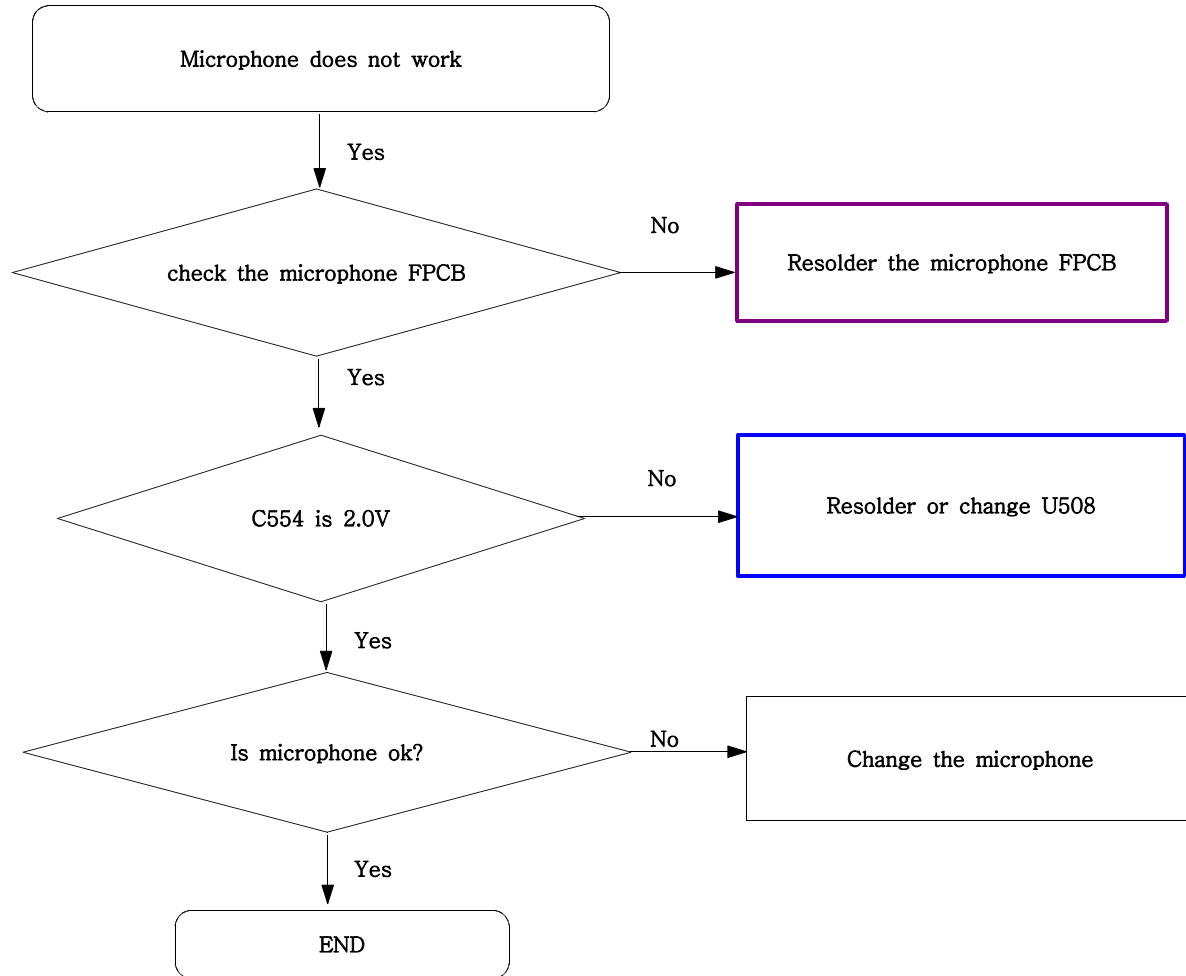 Microphone does not work
Yes
check the microphone FPCB
No
Resolder the microphone FPCB
Yes
C554 is 2.0V
No
Resolder or change U508
Yes
Is microphone ok?
No
Change the microphone
Yes
END